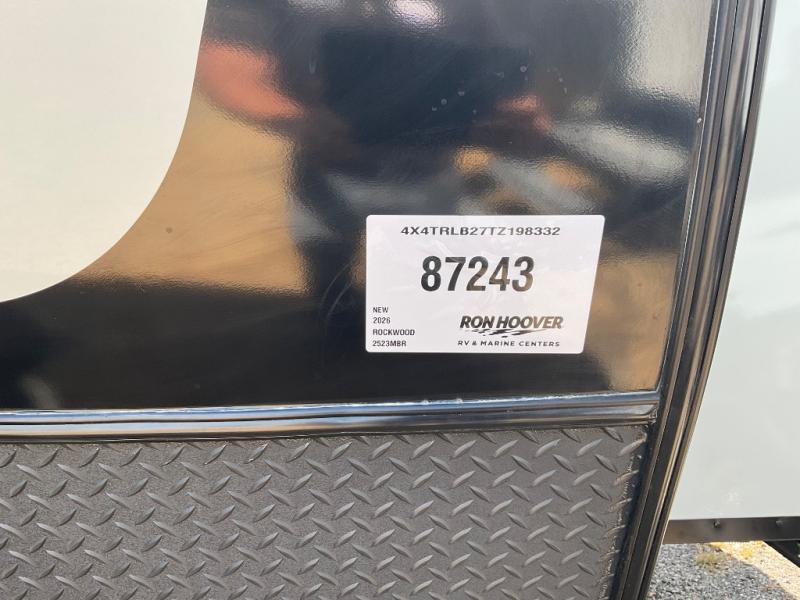 4X4TRLB27TZ198332
87243
NEW
2026
ROCKWOOD
2523MBR
RON HOOVER
RV & MARINE CENTERS